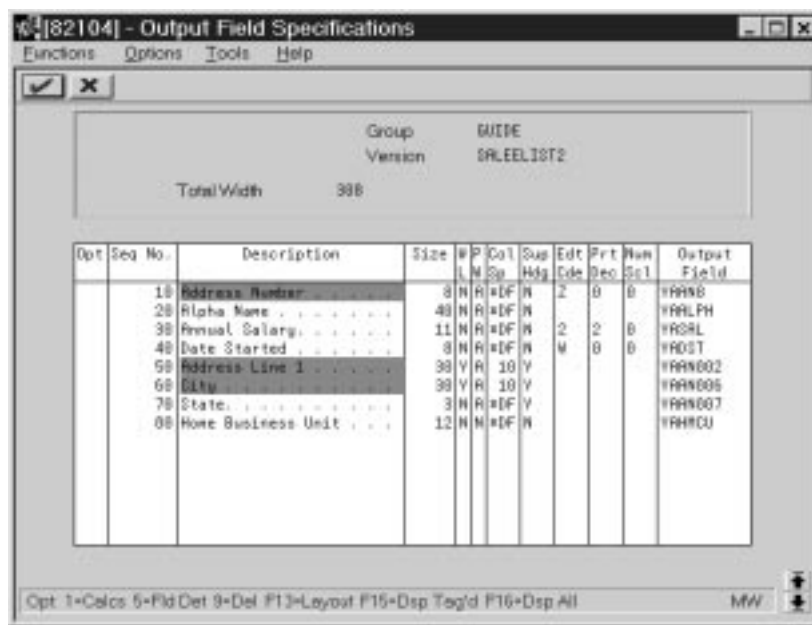 [82104] - Output Field Specifications
Functions Options Tools Help
Group GUIDE
Version SALEELIST2
Total Width 308
Opt Seq No. Description Size W P Col Sup Edt Prt Num Output
L N Sp Hdg Cde Dec Scl Field
10 Address Number . . . . . 8 N A *DF N Z 0 0 YAAN8
20 Alpha Name . . . . . . . 40 N A *DF N YAALPH
30 Annual Salary. . . . . . 11 N A *DF N 2 2 0 YASAL
40 Date Started . . . . . . 8 N A *DF N W 0 0 YADST
50 Address Line 1 . . . . . 30 Y A 10 Y YAAN002
60 City . . . . . . . . . . 30 Y A 10 Y YAAN006
70 State. . . . . . . . . . 3 N A *DF Y YAAN007
80 Home Business Unit . . . 12 N N *DF N YAHMCU
Opt 1=Calcs 5=Fld Det 9=Del F13=Layout F15=Dsp Tag'd F16=Dsp All MW